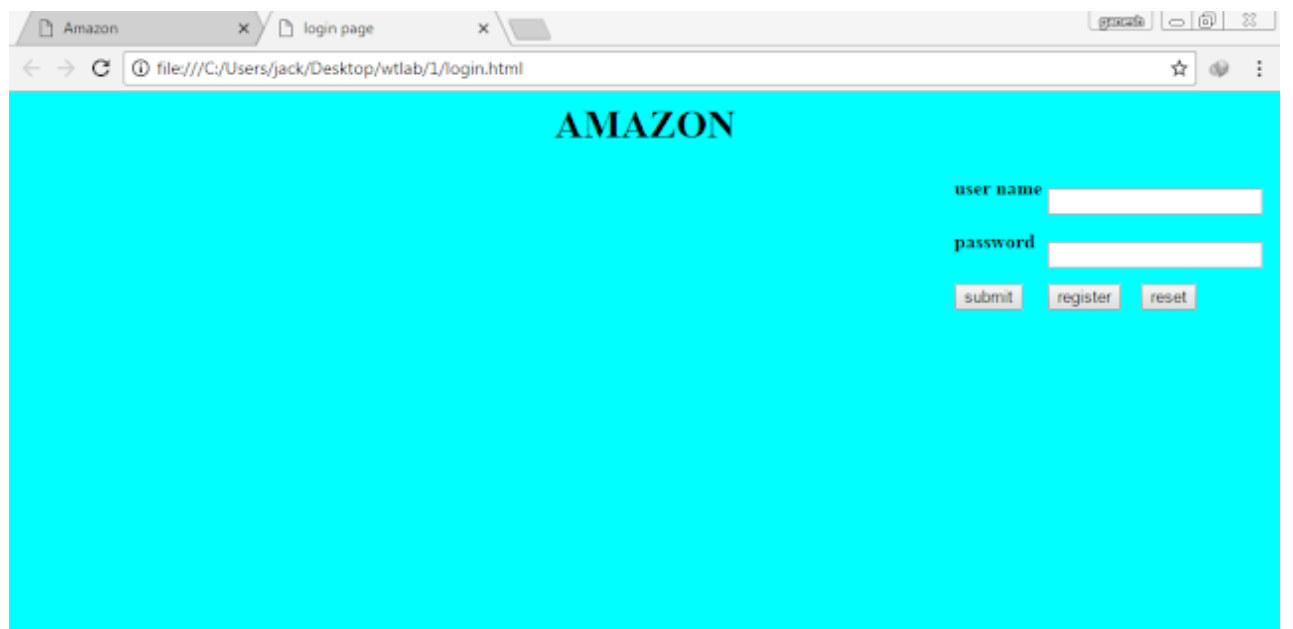 Amazon login page
file:///C:/Users/jack/Desktop/wtlab/1/login.html
AMAZON
user name
password
submit register reset